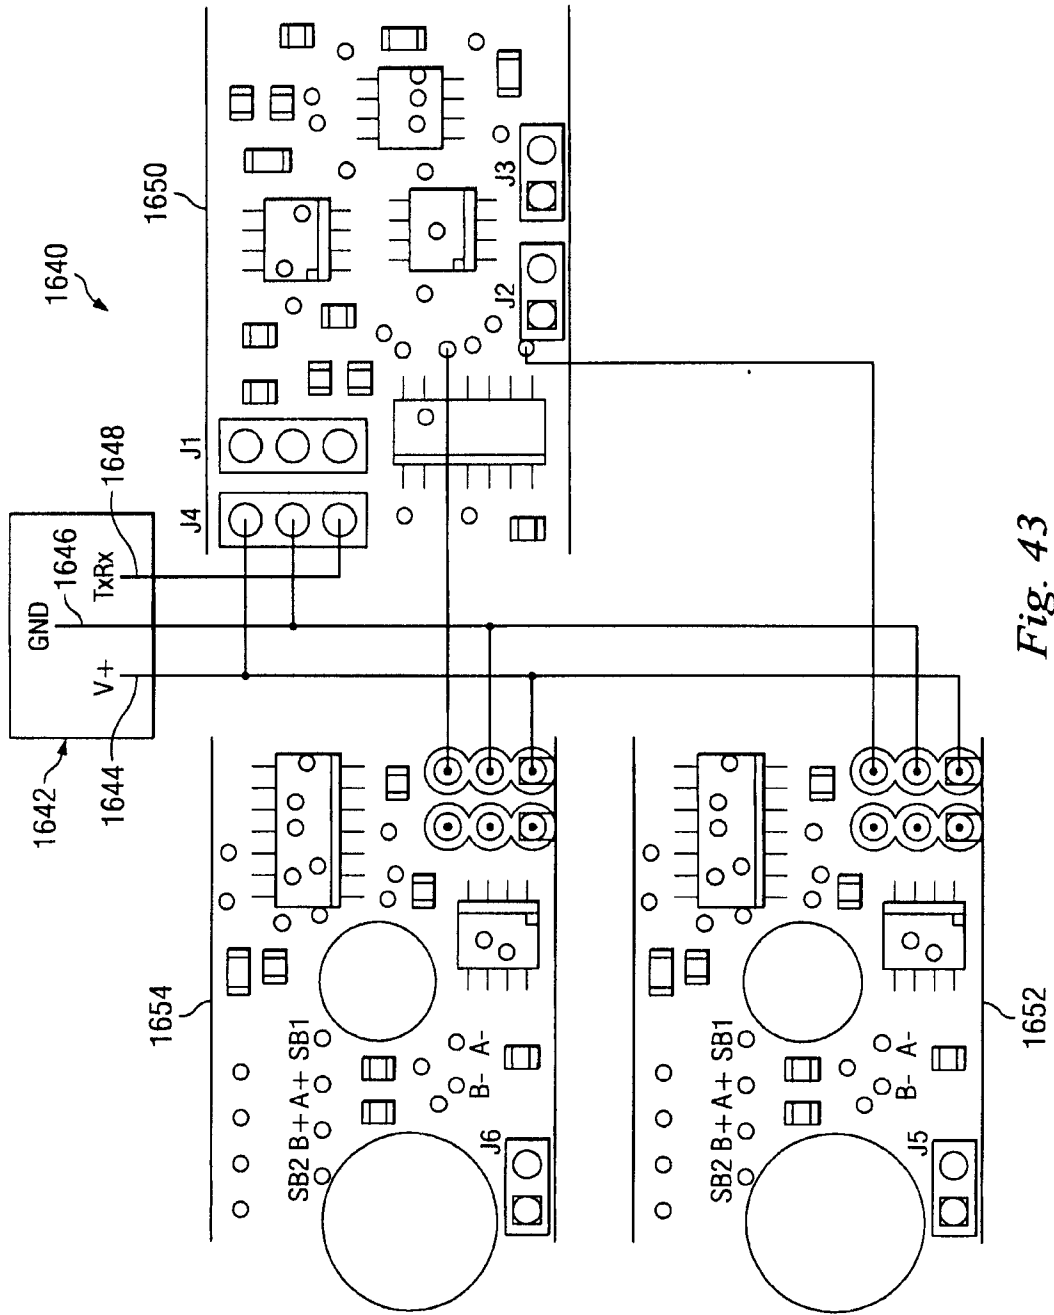 1640
1642
1644
V+
GND
1646
TxRx
1648
1650
J4
J1
J2
J3
1654
SB2 B+ A+ SB1
B- A-
J6
1652
SB2 B+ A+ SB1
B- A-
J5
Fig. 43